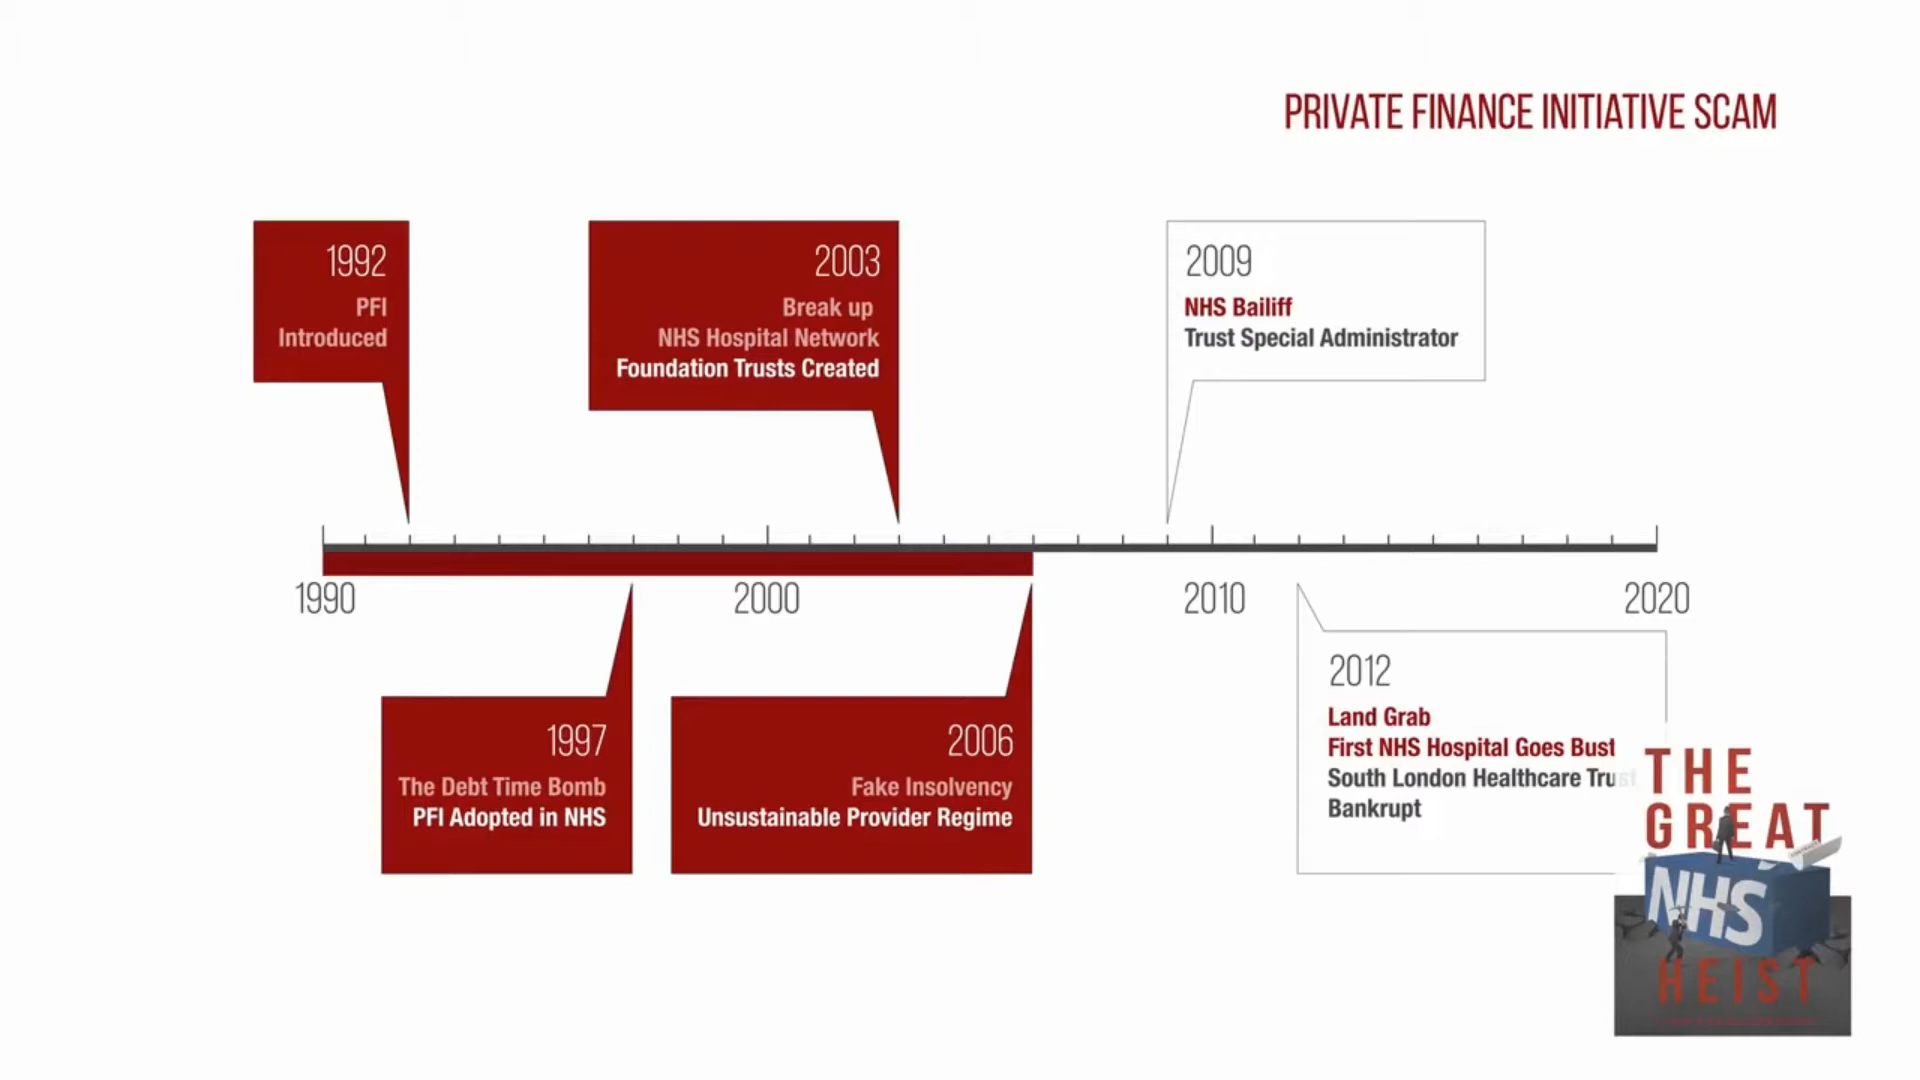 PRIVATE FINANCE INITIATIVE SCAM
1992
PFI
Introduced
2003
Break up
NHS Hospital Network
Foundation Trusts Created
2009
NHS Bailiff
Trust Special Administrator
1990
2000
2010
2020
1997
The Debt Time Bomb
PFI Adopted in NHS
2006
Fake Insolvency
Unsustainable Provider Regime
2012
Land Grab
First NHS Hospital Goes Bust
South London Healthcare Trust
Bankrupt
THE
GREAT
NHS
HEIST